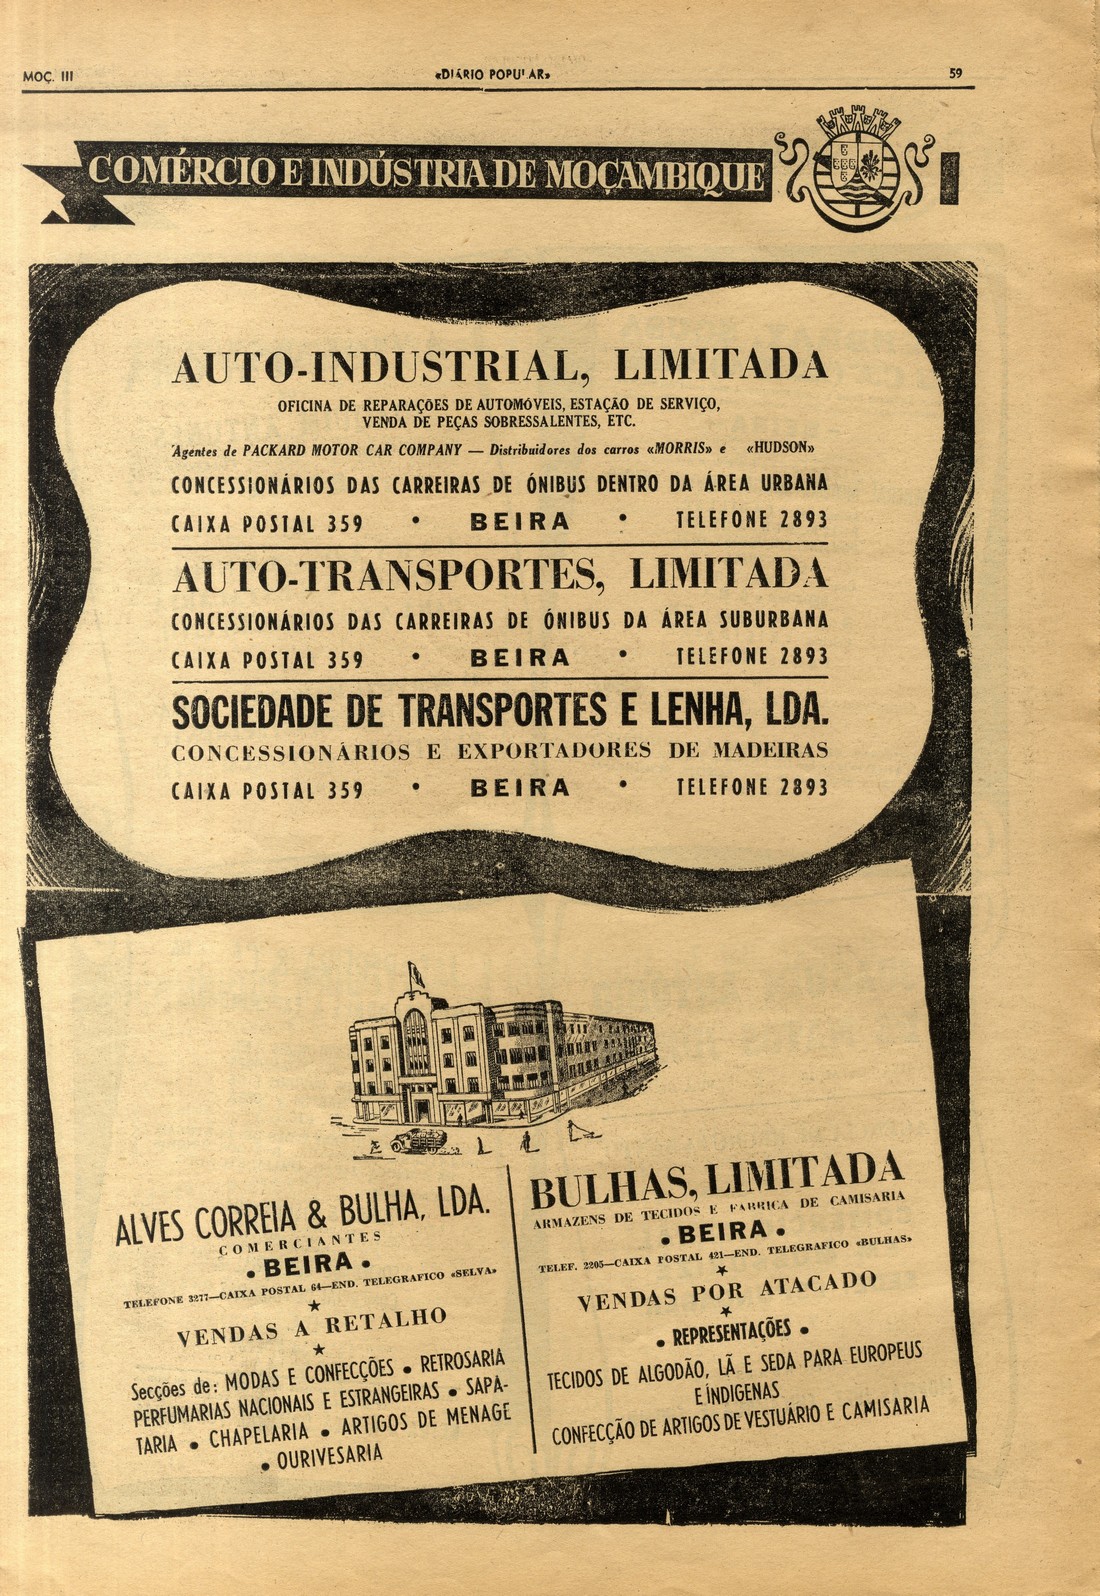 MOÇ. III
«DIÁRIO POPULAR»
59
COMÉRCIO E INDÚSTRIA DE MOÇAMBIQUE
AUTO-INDUSTRIAL, LIMITADA
OFICINA DE REPARAÇÕES DE AUTOMÓVEIS, ESTAÇÃO DE SERVIÇO,
VENDA DE PEÇAS SOBRESSALENTES, ETC.
Agentes de PACKARD MOTOR CAR COMPANY — Distribuidores dos carros «MORRIS» e «HUDSON»
CONCESSIONÁRIOS DAS CARREIRAS DE ÓNIBUS DENTRO DA ÁREA URBANA
CAIXA POSTAL 359 • BEIRA • TELEFONE 2893
AUTO-TRANSPORTES, LIMITADA
CONCESSIONÁRIOS DAS CARREIRAS DE ÓNIBUS DA ÁREA SUBURBANA
CAIXA POSTAL 359 • BEIRA • TELEFONE 2893
SOCIEDADE DE TRANSPORTES E LENHA, LDA.
CONCESSIONÁRIOS E EXPORTADORES DE MADEIRAS
CAIXA POSTAL 359 • BEIRA • TELEFONE 2893
ALVES CORREIA & BULHA, LDA.
COMERCIANTES
• BEIRA •
TELEFONE 3277—CAIXA POSTAL 64—END. TELEGRAFICO «SELVA»
★
VENDAS A RETALHO
★
Secções de: MODAS E CONFECÇÕES • RETROSARIA
PERFUMARIAS NACIONAIS E ESTRANGEIRAS • SAPA-
TARIA • CHAPELARIA • ARTIGOS DE MENAGE
• OURIVESARIA
BULHAS, LIMITADA
ARMAZENS DE TECIDOS E FABRICA DE CAMISARIA
• BEIRA •
TELEF. 2205—CAIXA POSTAL 421—END. TELEGRAFICO «BULHAS»
★
VENDAS POR ATACADO
★
• REPRESENTAÇÕES •
TECIDOS DE ALGODÃO, LÃ E SEDA PARA EUROPEUS
E ÍNDIGENAS
CONFECÇÃO DE ARTIGOS DE VESTUÁRIO E CAMISARIA